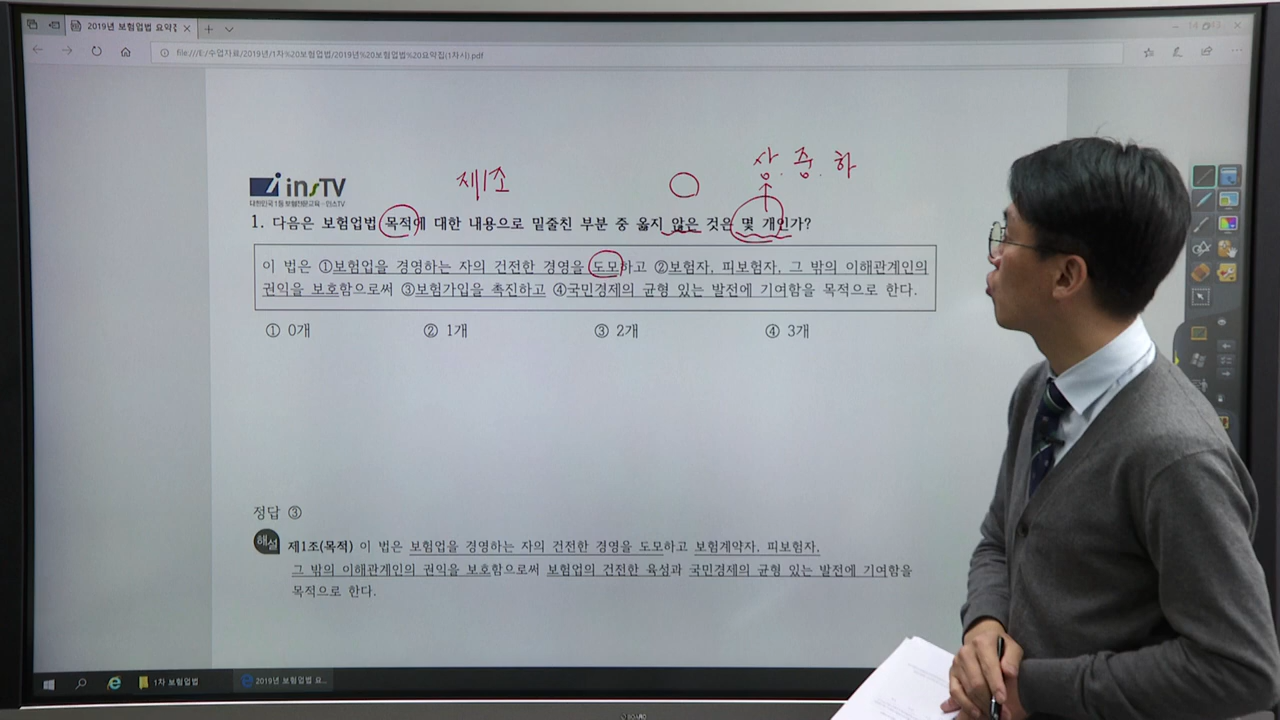 2019년 보험업법 요약집
file:///E:/수업자료/2019년/1차%20보험업법/2019년%20보험업법%20요약집(1차시).pdf
상. 중. 하
제1조
insTV
대한민국 1등 보험전문교육 - 인스TV
1. 다음은 보험업법 목적에 대한 내용으로 밑줄친 부분 중 옳지 않은 것은 몇 개인가?
이 법은 ①보험업을 경영하는 자의 건전한 경영을 도모하고 ②보험자, 피보험자, 그 밖의 이해관계인의
권익을 보호함으로써 ③보험가입을 촉진하고 ④국민경제의 균형 있는 발전에 기여함을 목적으로 한다.
① 0개 ② 1개 ③ 2개 ④ 3개
정답 ③
해설 제1조(목적) 이 법은 보험업을 경영하는 자의 건전한 경영을 도모하고 보험계약자, 피보험자,
그 밖의 이해관계인의 권익을 보호함으로써 보험업의 건전한 육성과 국민경제의 균형 있는 발전에 기여함을
목적으로 한다.
1차 보험업법 2019년 보험업법 요...